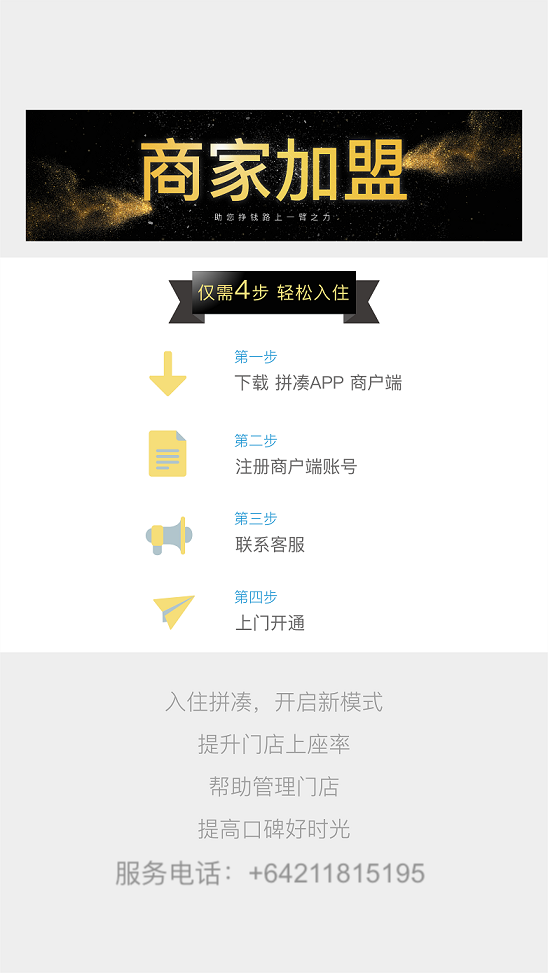 商家加盟
助您挣钱路上一臂之力
仅需4步 轻松入住
第一步
下载 拼凑APP 商户端
第二步
注册商户端账号
第三步
联系客服
第四步
上门开通
入住拼凑，开启新模式
提升门店上座率
帮助管理门店
提高口碑好时光
服务电话：+64211815195